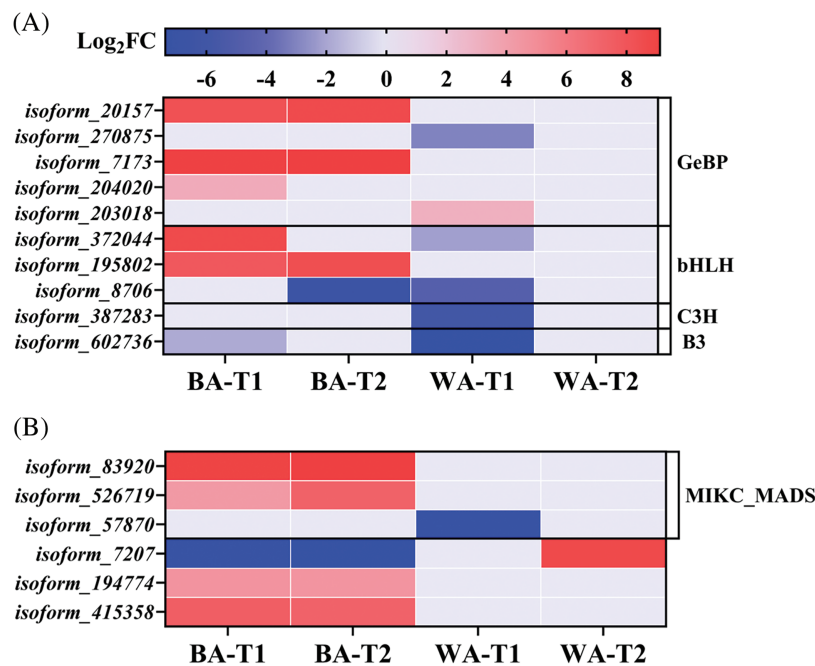 (A)
Log2FC
-6 -4 -2 0 2 4 6 8
isoform_20157
isoform_270875
isoform_7173
GeBP
isoform_204020
isoform_203018
isoform_372044
isoform_195802
bHLH
isoform_8706
isoform_387283
C3H
isoform_602736
B3
BA-T1 BA-T2 WA-T1 WA-T2
(B)
isoform_83920
isoform_526719
MIKC_MADS
isoform_57870
isoform_7207
isoform_194774
isoform_415358
BA-T1 BA-T2 WA-T1 WA-T2